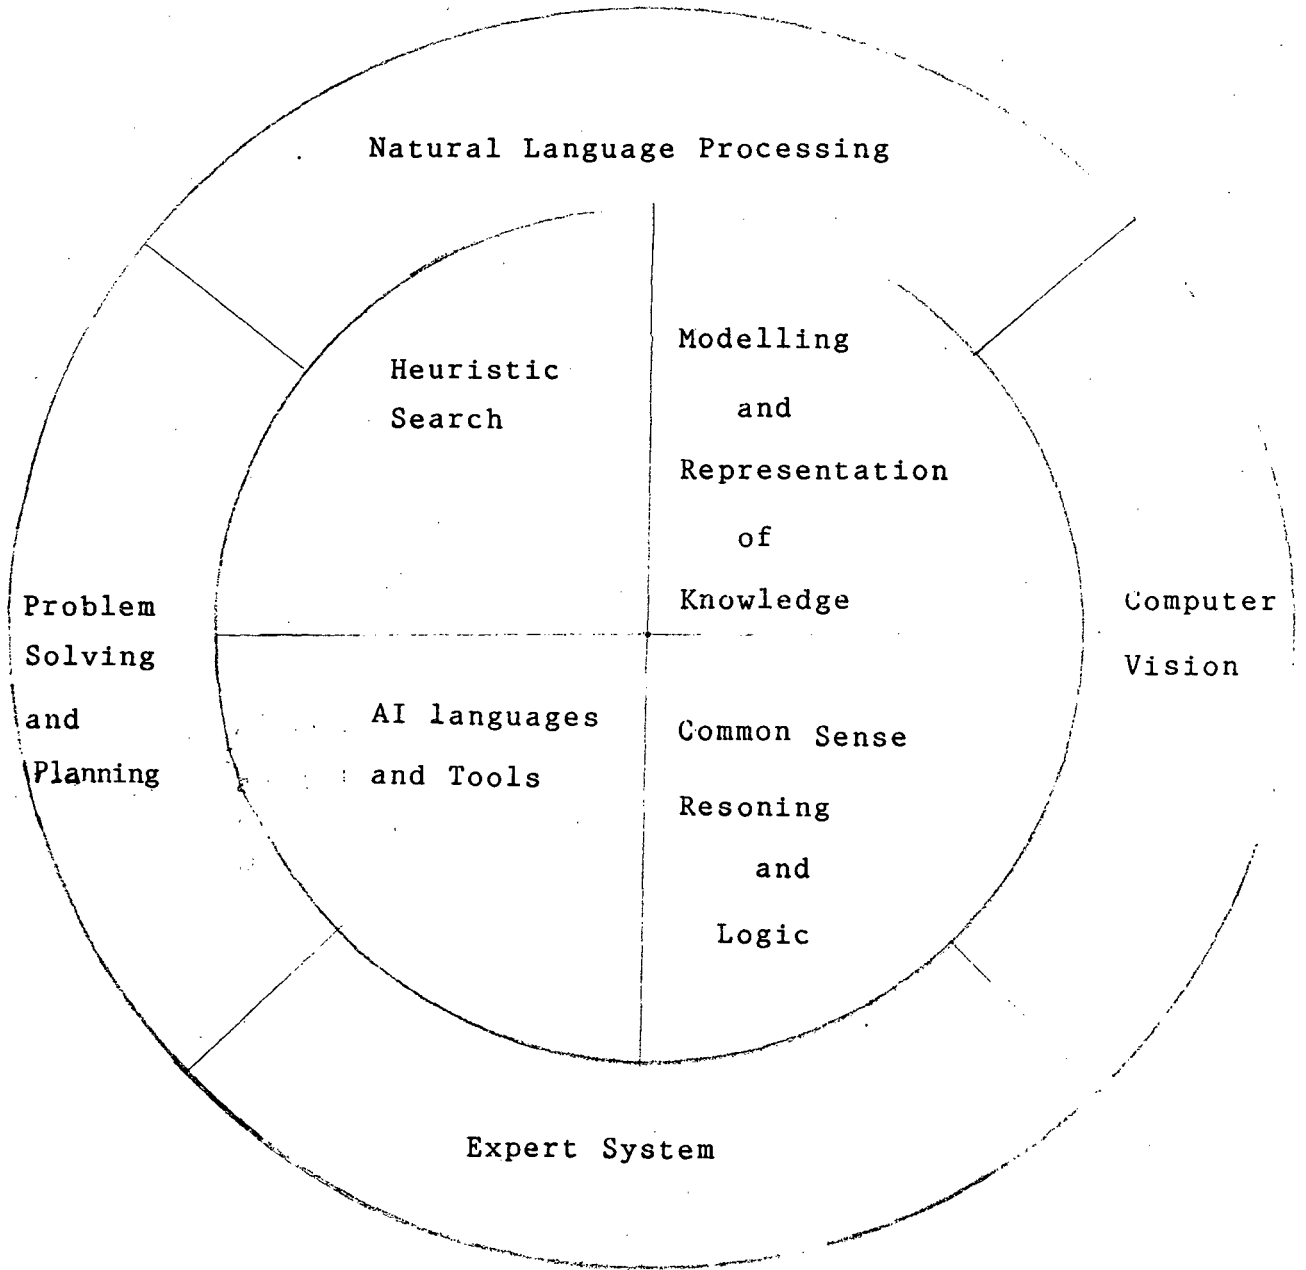 Natural Language Processing
Heuristic
Search
Modelling
and
Representation
of
Knowledge
Problem
Solving
and
Planning
AI languages
and Tools
Common Sense
Resoning
and
Logic
Computer
Vision
Expert System